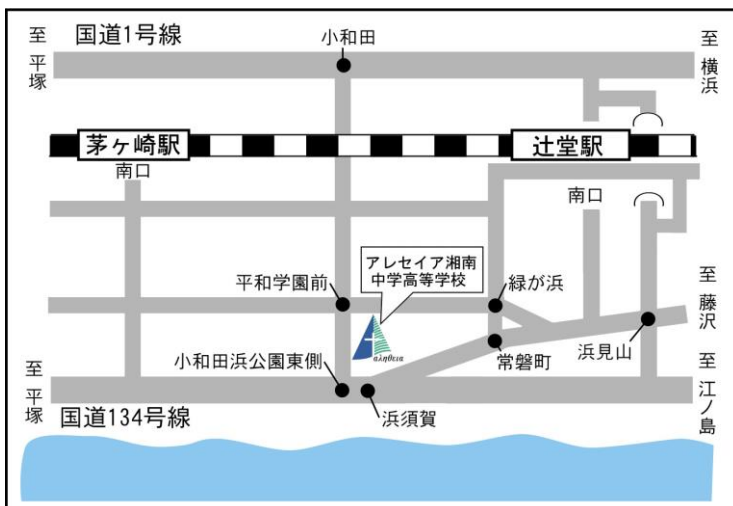 国道1号線
至平塚
小和田
至横浜
茅ヶ崎駅
南口
辻堂駅
南口
アレセイア湘南
中学高等学校
平和学園前
緑が浜
至藤沢
αληθεια
浜見山
小和田浜公園東側
常磐町
至平塚
浜須賀
至江ノ島
国道134号線